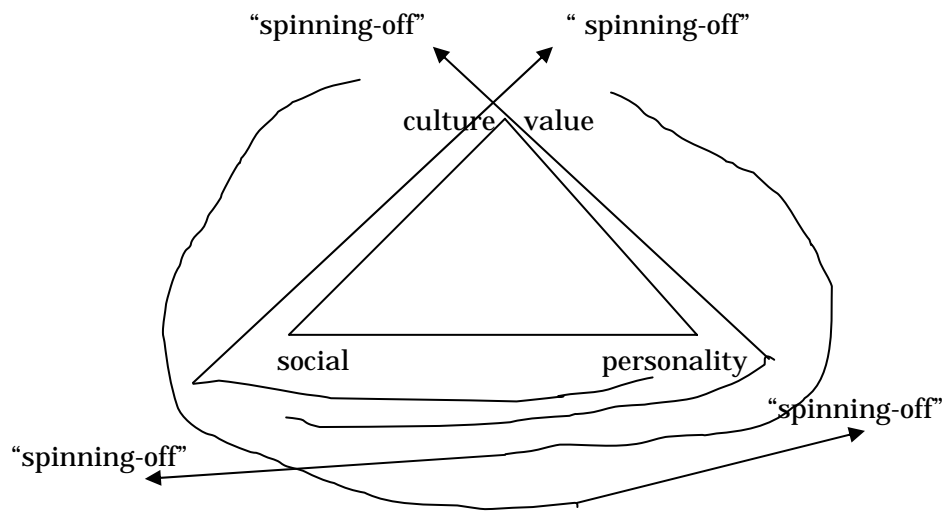 “spinning-off” “ spinning-off”
culture value
social personality
“spinning-off”
“spinning-off”